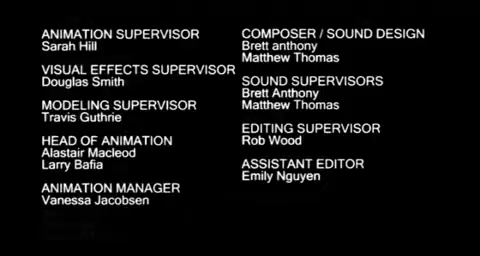 ANIMATION SUPERVISOR
Sarah Hill
VISUAL EFFECTS SUPERVISOR
Douglas Smith
MODELING SUPERVISOR
Travis Guthrie
HEAD OF ANIMATION
Alastair Macleod
Larry Bafia
ANIMATION MANAGER
Vanessa Jacobsen
COMPOSER / SOUND DESIGN
Brett anthony
Matthew Thomas
SOUND SUPERVISORS
Brett Anthony
Matthew Thomas
EDITING SUPERVISOR
Rob Wood
ASSISTANT EDITOR
Emily Nguyen